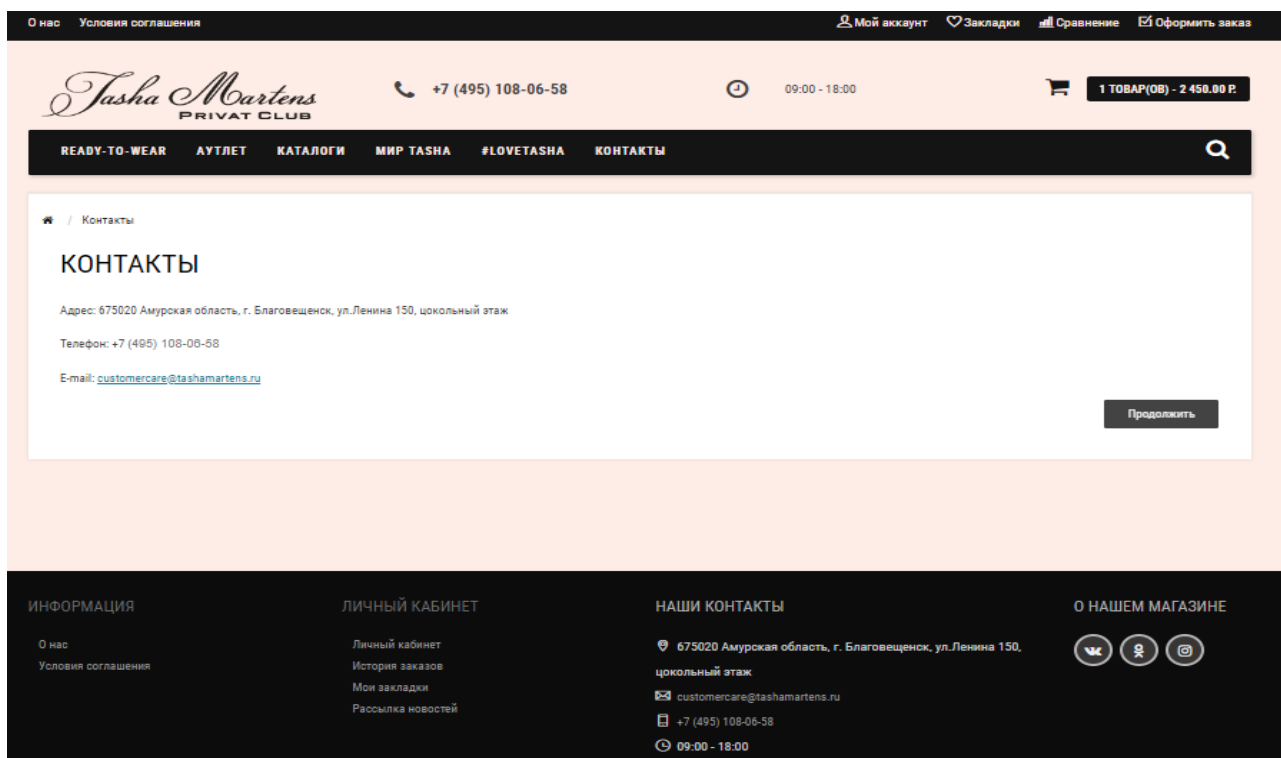 О нас Условия соглашения Мой аккаунт Закладки Сравнение Оформить заказ
Tasha Martens
PRIVAT CLUB
+7 (495) 108-06-58
09:00 - 18:00
1 ТОВАР(ОВ) - 2 450.00 Р.
READY-TO-WEAR АУТЛЕТ КАТАЛОГИ МИР TASHA #LOVETASHA КОНТАКТЫ
/ Контакты
КОНТАКТЫ
Адрес: 675020 Амурская область, г. Благовещенск, ул.Ленина 150, цокольный этаж
Телефон: +7 (495) 108-06-58
E-mail: customercare@tashamartens.ru
Продолжить
ИНФОРМАЦИЯ
О нас
Условия соглашения
ЛИЧНЫЙ КАБИНЕТ
Личный кабинет
История заказов
Мои закладки
Рассылка новостей
НАШИ КОНТАКТЫ
675020 Амурская область, г. Благовещенск, ул.Ленина 150,
цокольный этаж
customercare@tashamartens.ru
+7 (495) 108-06-58
09:00 - 18:00
О НАШЕМ МАГАЗИНЕ